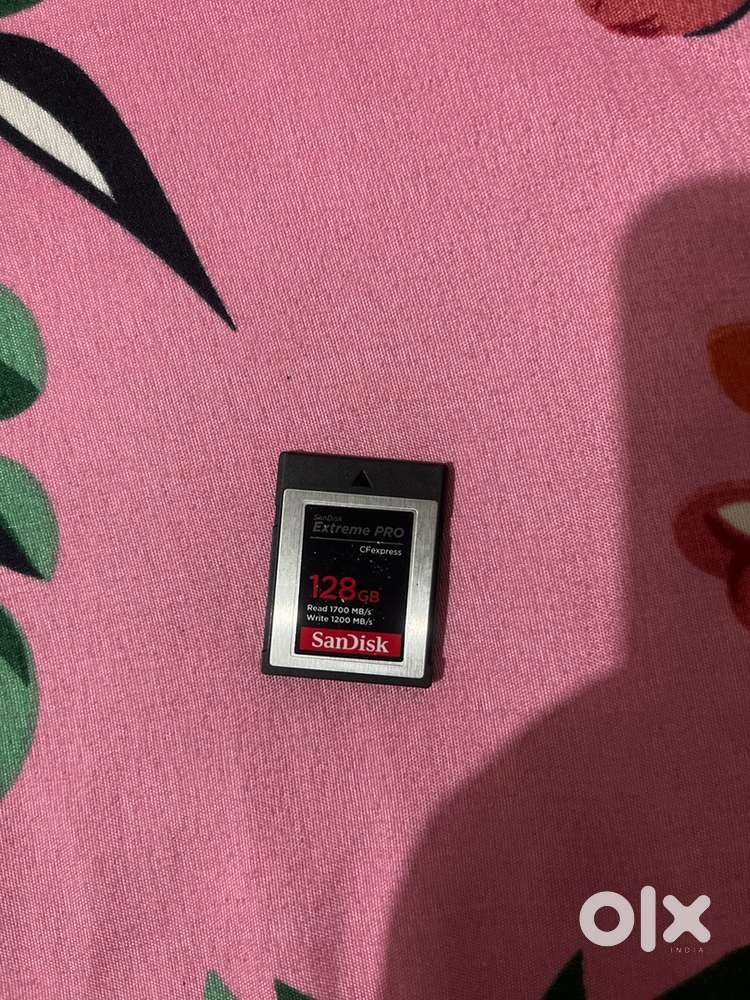 SanDisk
Extreme PRO
CFexpress
128GB
Read 1700 MB/s*
Write 1200 MB/s*
SanDisk
olx
INDIA